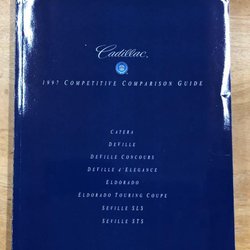 Cadillac
1997 Competitive Comparison Guide
Catera
DeVille
DeVille Concours
DeVille d'Elegance
Eldorado
Eldorado Touring Coupe
Seville SLS
Seville STS